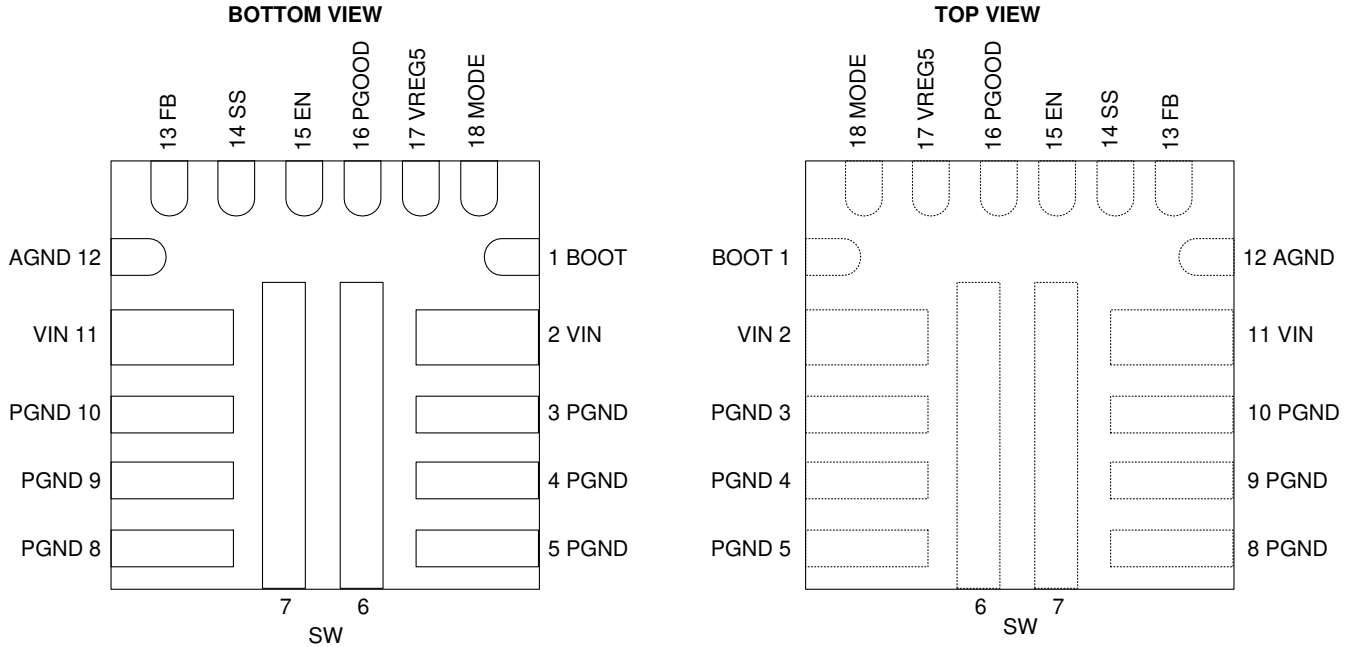 BOTTOM VIEW
13 FB
14 SS
15 EN
16 PGOOD
17 VREG5
18 MODE
AGND 12
1 BOOT
VIN 11
2 VIN
PGND 10
3 PGND
PGND 9
4 PGND
PGND 8
5 PGND
7
6
SW
TOP VIEW
18 MODE
17 VREG5
16 PGOOD
15 EN
14 SS
13 FB
BOOT 1
12 AGND
VIN 2
11 VIN
PGND 3
10 PGND
PGND 4
9 PGND
PGND 5
8 PGND
6
7
SW